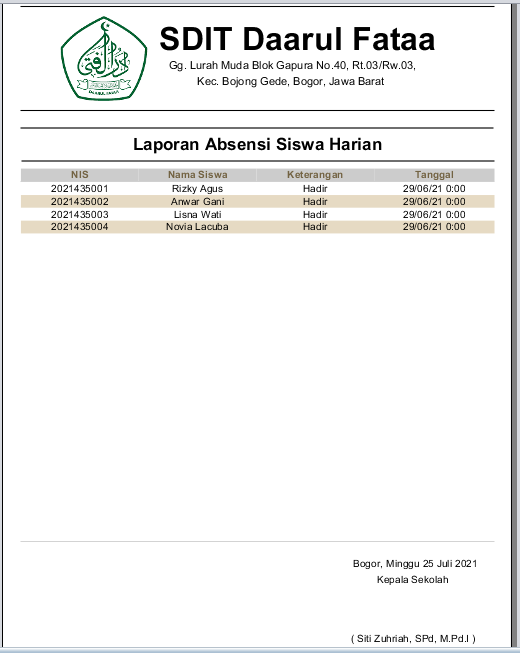 SDIT Daarul Fataa
Gg. Lurah Muda Blok Gapura No.40, Rt.03/Rw.03,
Kec. Bojong Gede, Bogor, Jawa Barat
Laporan Absensi Siswa Harian
NIS Nama Siswa Keterangan Tanggal
2021435001 Rizky Agus Hadir 29/06/21 0:00
2021435002 Anwar Gani Hadir 29/06/21 0:00
2021435003 Lisna Wati Hadir 29/06/21 0:00
2021435004 Novia Lacuba Hadir 29/06/21 0:00
Bogor, Minggu 25 Juli 2021
Kepala Sekolah
( Siti Zuhriah, SPd, M.Pd.I )